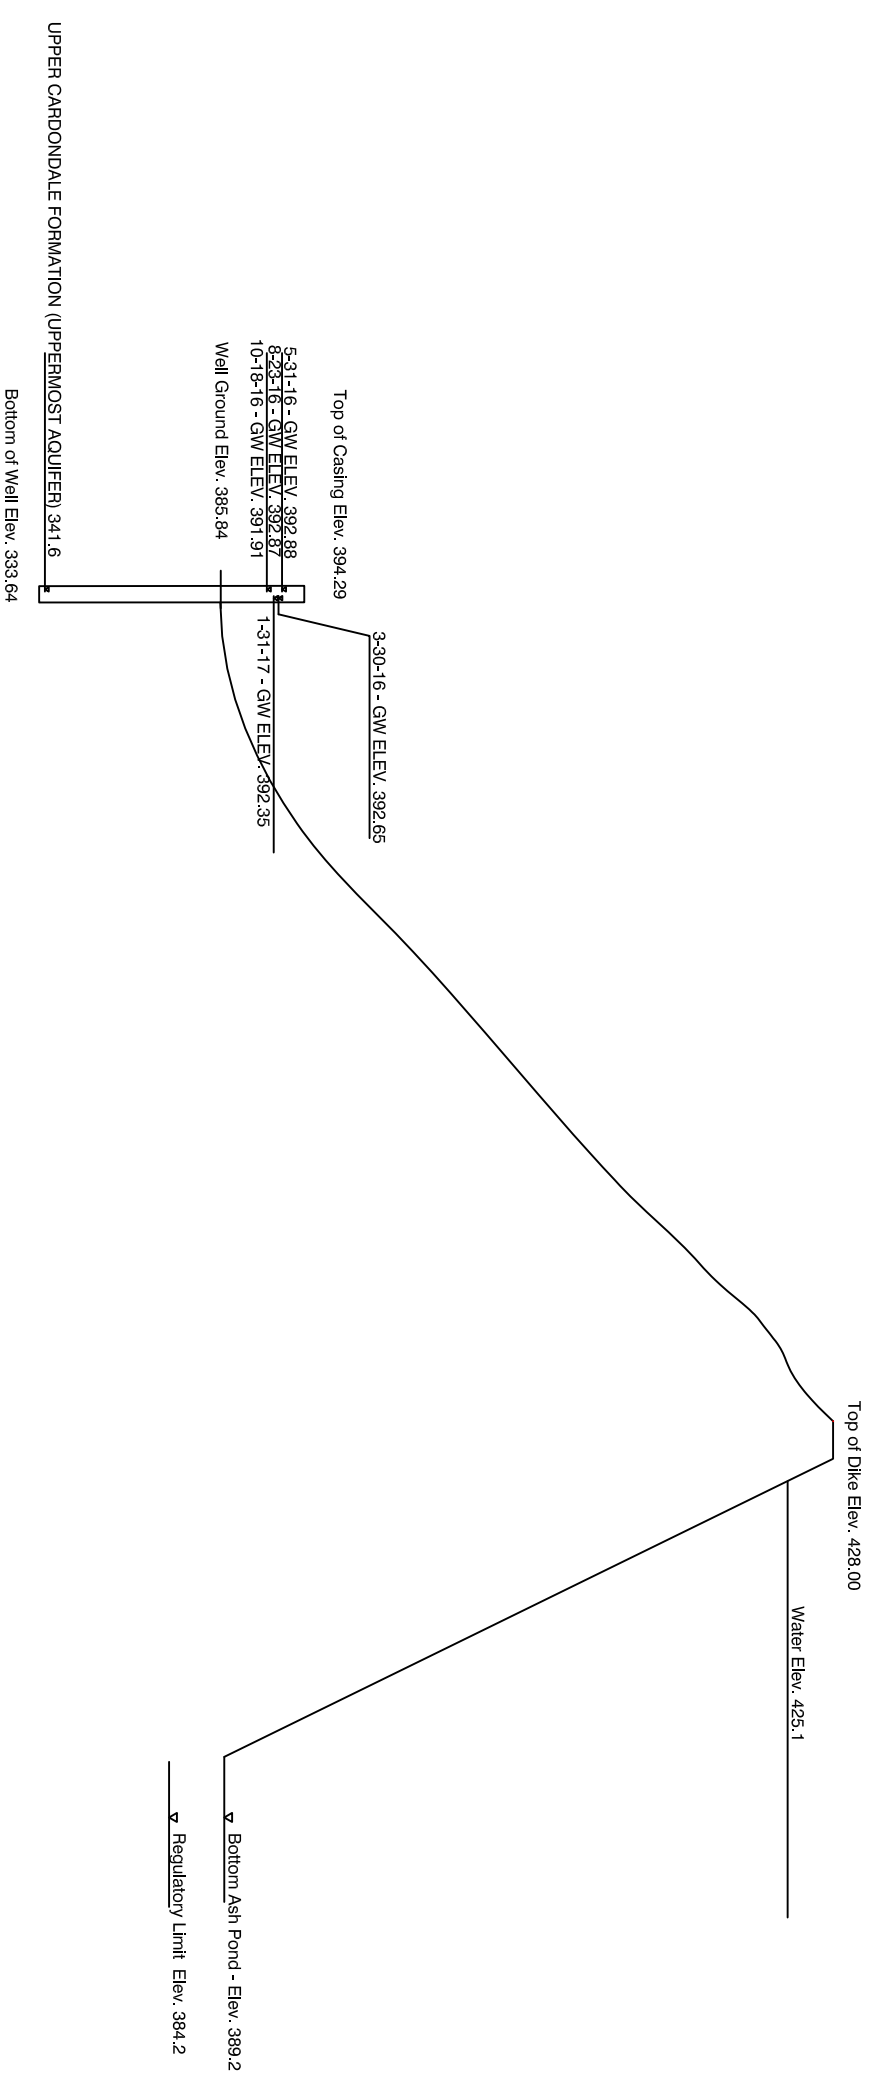 Top of Dike Elev. 428.00
Water Elev. 425.1
3-30-16 - GW ELEV. 392.65
Top of Casing Elev. 394.29
5-31-16 - GW ELEV. 392.88
8-23-16 - GW ELEV. 392.87
10-18-16 - GW ELEV. 391.91
1-31-17 - GW ELEV. 392.35
Well Ground Elev. 385.84
Bottom Ash Pond - Elev. 389.2
Regulatory Limit Elev. 384.2
UPPER CARDONDALE FORMATION (UPPERMOST AQUIFER) 341.6
Bottom of Well Elev. 333.64